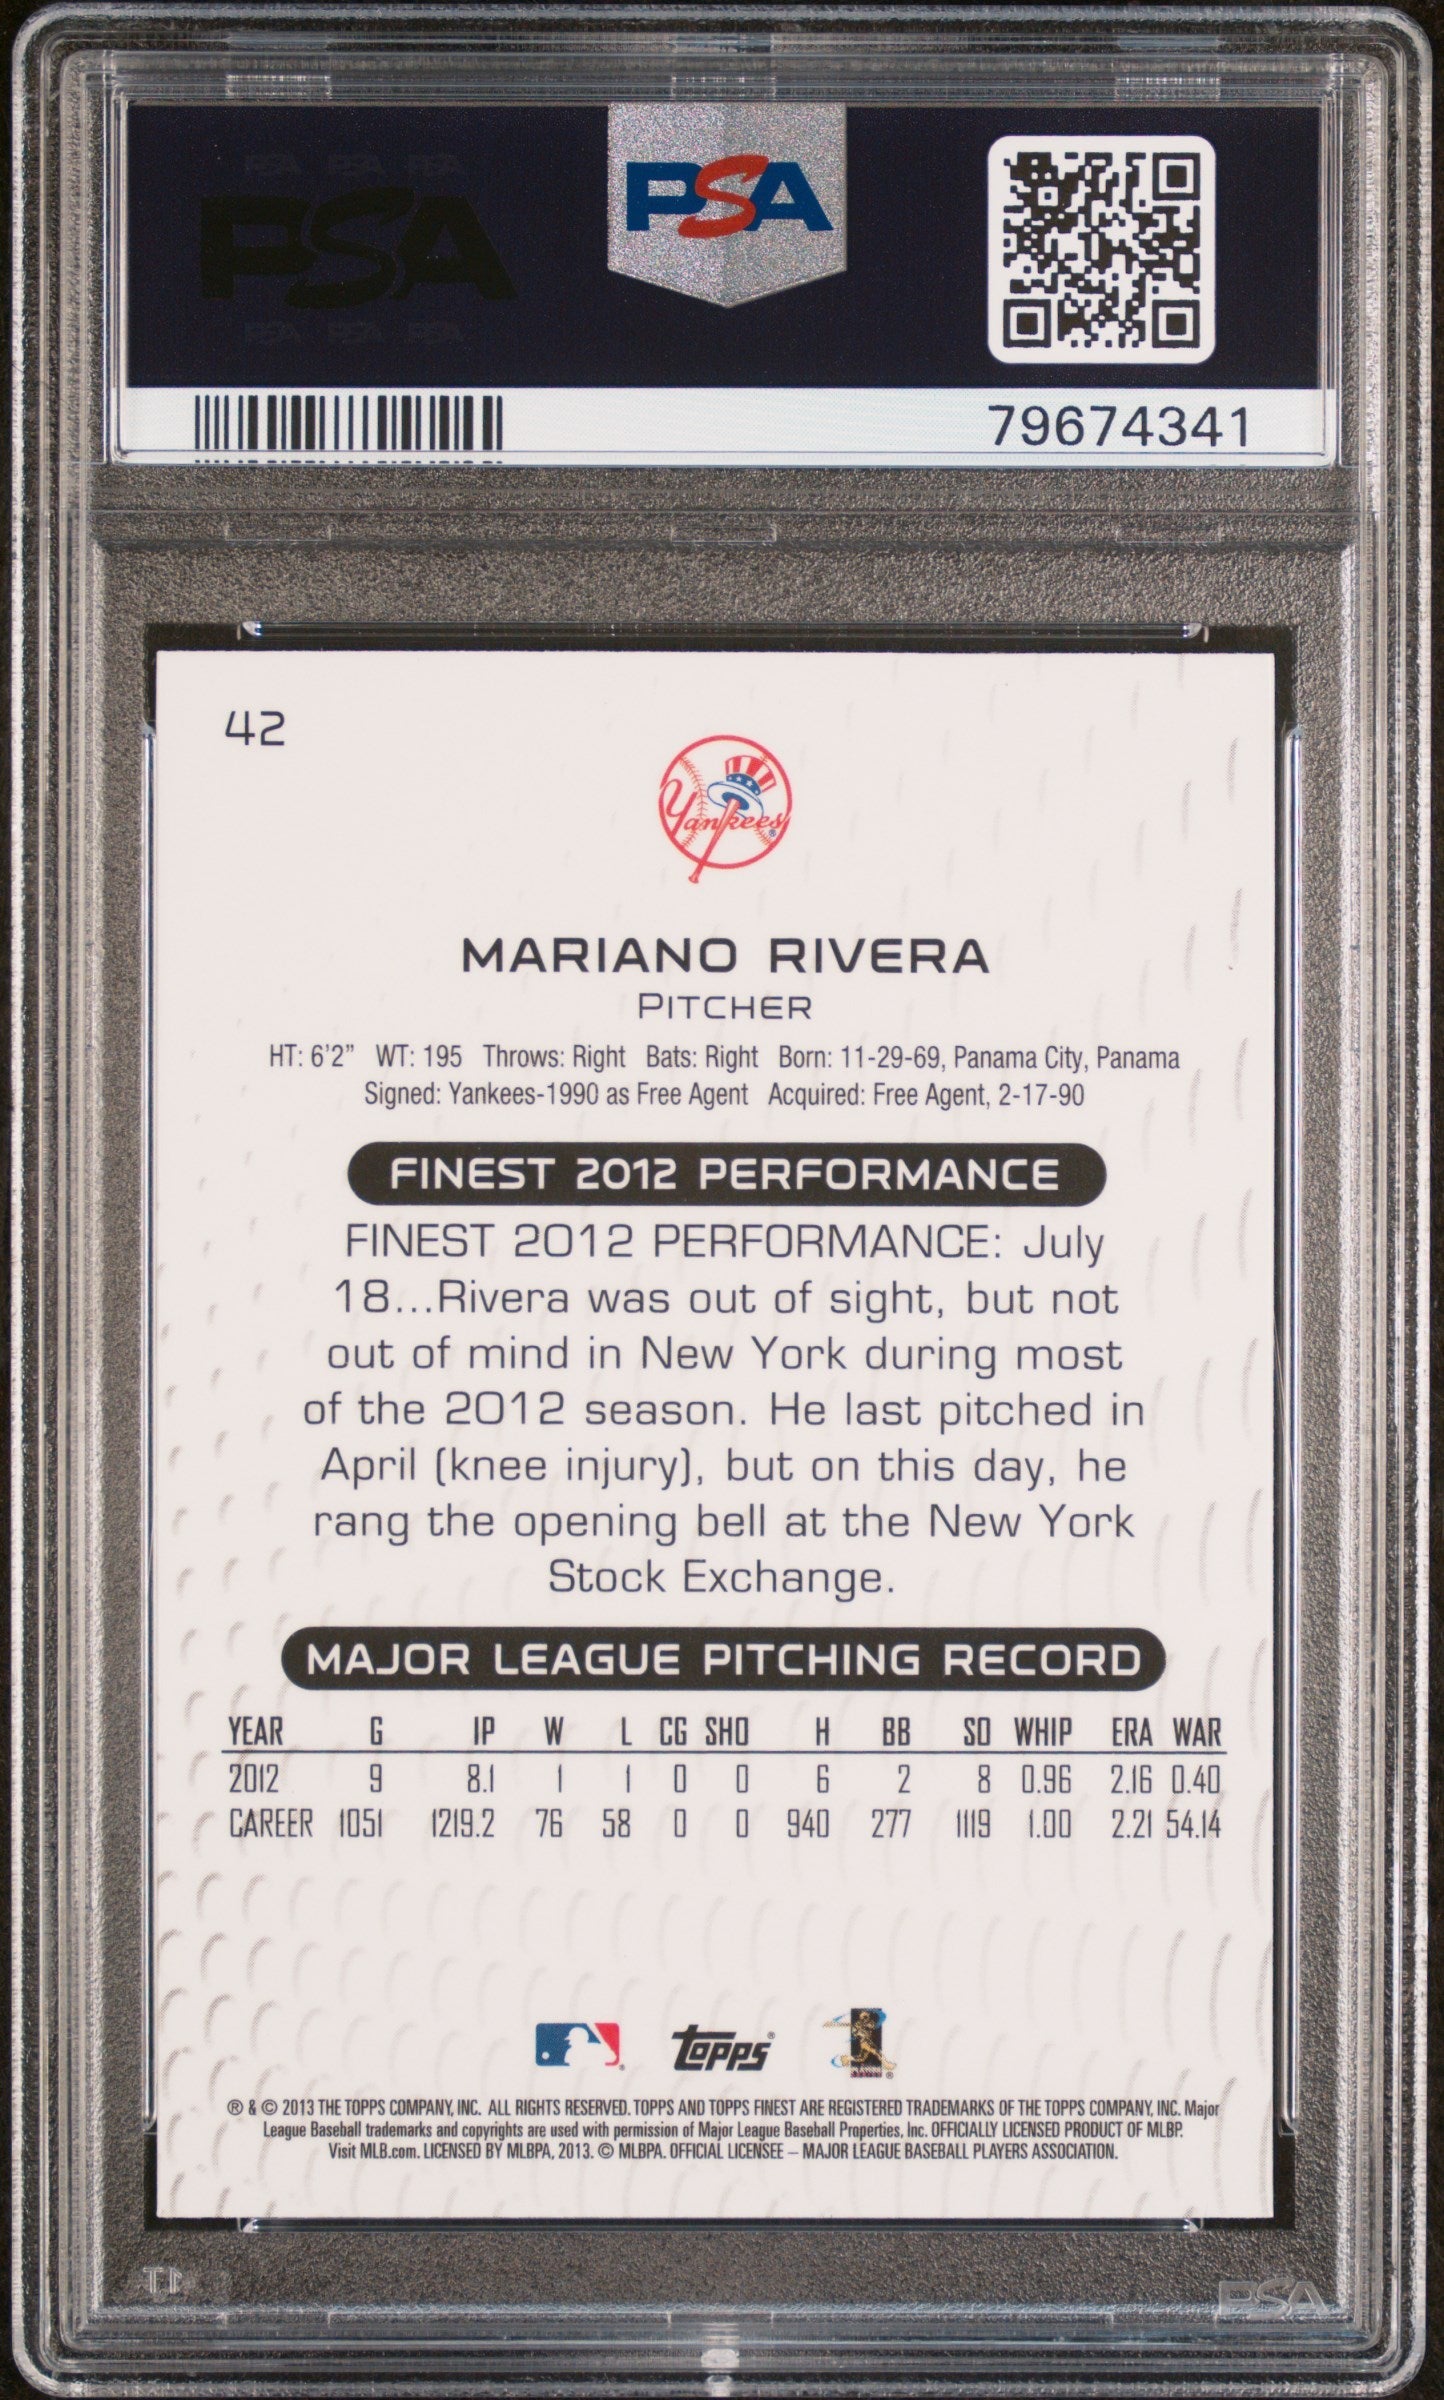 PSA PSA PSA
PSA
PSA PSA PSA
PSA
79674341
42
Yankees
MARIANO RIVERA
PITCHER
HT: 6'2" WT: 195 Throws: Right Bats: Right Born: 11-29-69, Panama City, Panama
Signed: Yankees-1990 as Free Agent Acquired: Free Agent, 2-17-90
FINEST 2012 PERFORMANCE
FINEST 2012 PERFORMANCE: July
18...Rivera was out of sight, but not
out of mind in New York during most
of the 2012 season. He last pitched in
April (knee injury), but on this day, he
rang the opening bell at the New York
Stock Exchange.
MAJOR LEAGUE PITCHING RECORD
YEAR G IP W L CG SHO H BB SO WHIP ERA WAR
2012 9 8.1 1 1 0 0 6 2 8 0.96 2.16 0.40
CAREER 1051 1219.2 76 58 0 0 940 277 1119 1.00 2.21 54.14
topps®
® & © 2013 THE TOPPS COMPANY, INC. ALL RIGHTS RESERVED. TOPPS AND TOPPS FINEST ARE REGISTERED TRADEMARKS OF THE TOPPS COMPANY, INC. Major
League Baseball trademarks and copyrights are used with permission of Major League Baseball Properties, Inc. OFFICIALLY LICENSED PRODUCT OF MLBP.
Visit MLB.com. LICENSED BY MLBPA, 2013. © MLBPA. OFFICIAL LICENSEE – MAJOR LEAGUE BASEBALL PLAYERS ASSOCIATION.
PSA